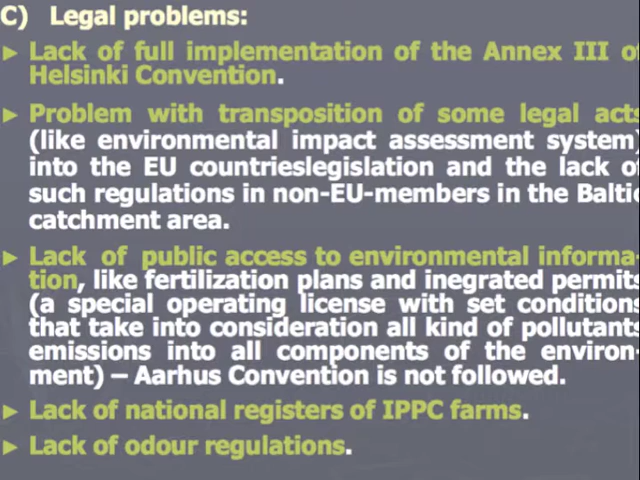 C) Legal problems:
► Lack of full implementation of the Annex III of
Helsinki Convention.
► Problem with transposition of some legal acts
(like environmental impact assessment system)
into the EU countrieslegislation and the lack of
such regulations in non-EU-members in the Baltic
catchment area.
► Lack of public access to environmental informa-
tion, like fertilization plans and inegrated permits
(a special operating license with set conditions
that take into consideration all kind of pollutants
emissions into all components of the environ-
ment) – Aarhus Convention is not followed.
► Lack of national registers of IPPC farms.
► Lack of odour regulations.